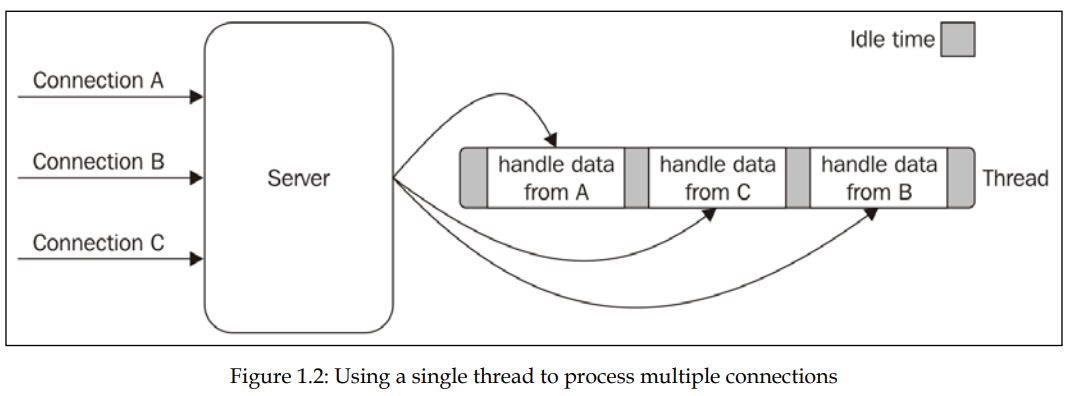 Idle time
Connection A
Connection B
Connection C
Server
handle data
from A
handle data
from C
handle data
from B
Thread
Figure 1.2: Using a single thread to process multiple connections